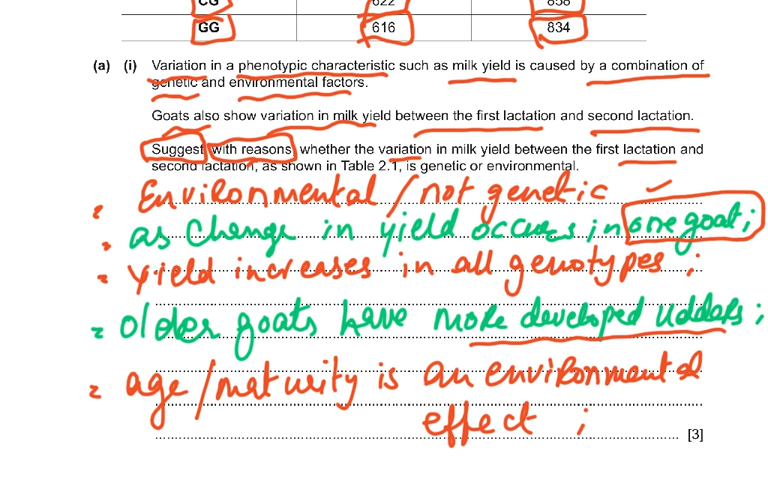 CG 622 858
GG 616 834
(a) (i) Variation in a phenotypic characteristic such as milk yield is caused by a combination of
genetic and environmental factors.
Goats also show variation in milk yield between the first lactation and second lactation.
Suggest with reasons whether the variation in milk yield between the first lactation and
second lactation, as shown in Table 2.1, is genetic or environmental.
Environmental / not genetic ✓
as change in yield occurs in one goat ;
yield increases in all genotypes ;
older goats have more developed udders ;
age/maturity is an environmental
effect ;
[3]